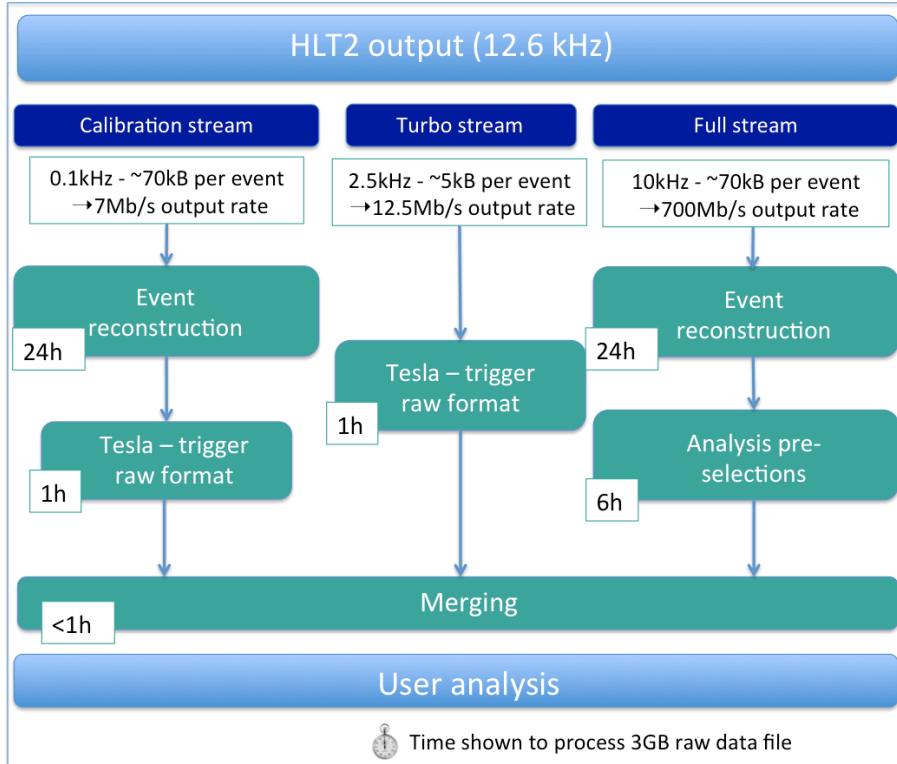 HLT2 output (12.6 kHz)
Calibration stream
0.1kHz - ~70kB per event
→7Mb/s output rate
Event
reconstruction
24h
Tesla – trigger
raw format
1h
Turbo stream
2.5kHz - ~5kB per event
→12.5Mb/s output rate
Tesla – trigger
raw format
1h
Full stream
10kHz - ~70kB per event
→700Mb/s output rate
Event
reconstruction
24h
Analysis pre-
selections
6h
Merging
<1h
User analysis
Time shown to process 3GB raw data file